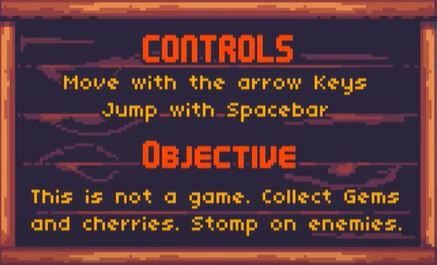 CONTROLS
Move with the arrow Keys
Jump with Spacebar
OBJECTIVE
This is not a game. Collect Gems
and cherries. Stomp on enemies.